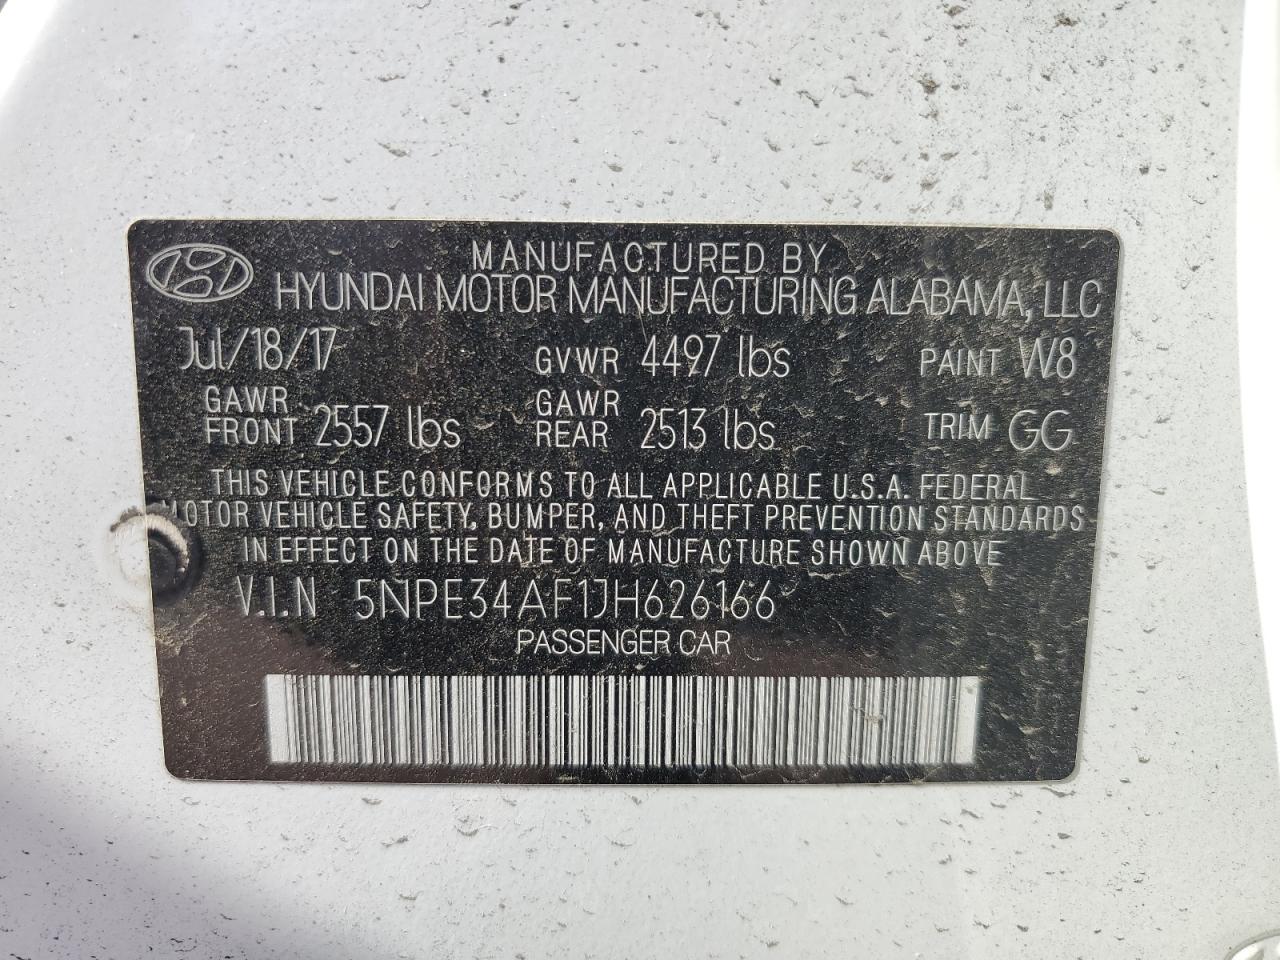 MANUFACTURED BY
HYUNDAI MOTOR MANUFACTURING ALABAMA, LLC
Jul/18/17 GVWR 4497 lbs PAINT W8
GAWR FRONT 2557 lbs GAWR REAR 2513 lbs TRIM GG
THIS VEHICLE CONFORMS TO ALL APPLICABLE U.S.A. FEDERAL
MOTOR VEHICLE SAFETY, BUMPER, AND THEFT PREVENTION STANDARDS
IN EFFECT ON THE DATE OF MANUFACTURE SHOWN ABOVE
V.I.N 5NPE34AF1JH626166
PASSENGER CAR